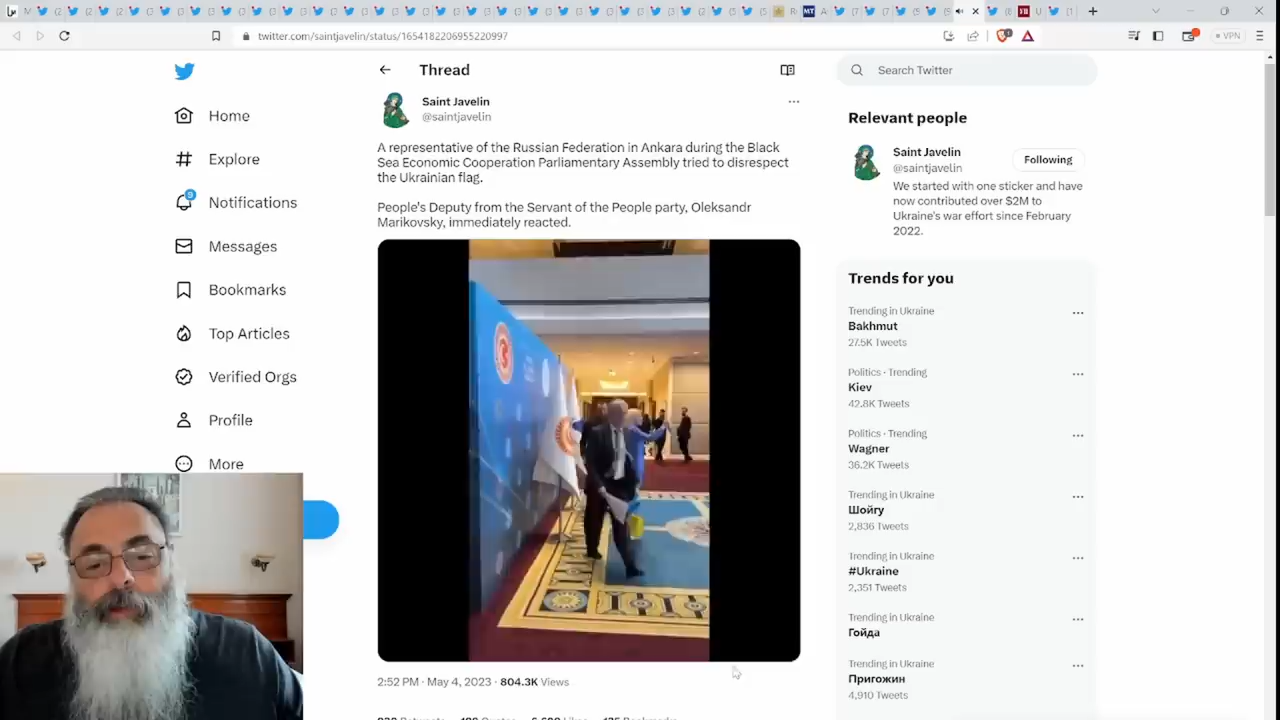 twitter.com/saintjavelin/status/1654182206955220997
VPN
Thread
Search Twitter
Home
Explore
9
Notifications
Messages
Bookmarks
Top Articles
Verified Orgs
Profile
More
Saint Javelin
@saintjavelin
A representative of the Russian Federation in Ankara during the Black
Sea Economic Cooperation Parliamentary Assembly tried to disrespect
the Ukrainian flag.
People's Deputy from the Servant of the People party, Oleksandr
Marikovsky, immediately reacted.
2:52 PM · May 4, 2023 · 804.3K Views
Relevant people
Saint Javelin
@saintjavelin
Following
We started with one sticker and have
now contributed over $2M to
Ukraine's war effort since February
2022.
Trends for you
Trending in Ukraine
Bakhmut
27.5K Tweets
Politics · Trending
Kiev
42.8K Tweets
Politics · Trending
Wagner
36.2K Tweets
Trending in Ukraine
Шойгу
2,836 Tweets
Trending in Ukraine
#Ukraine
2,351 Tweets
Trending in Ukraine
Гойда
Trending in Ukraine
Пригожин
4,910 Tweets